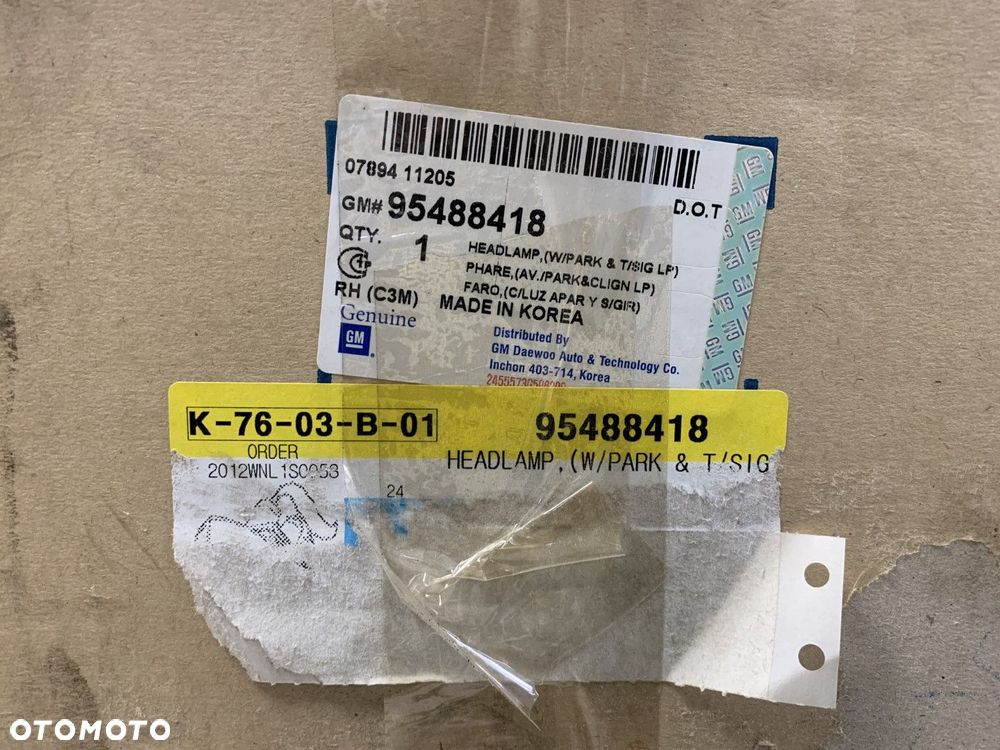 07894 11205
D.O.T
GM# 95488418
QTY. 1
HEADLAMP,(W/PARK & T/SIG LP)
PHARE,(AV./PARK&CLIGN LP)
FARO,(C/LUZ APAR Y S/GIR)
RH (C3M)
MADE IN KOREA
Genuine
GM
Distributed By
GM Daewoo Auto & Technology Co.
Inchon 403-714, Korea
K-76-03-B-01
95488418
ORDER
HEADLAMP,(W/PARK & T/SIG
24
OTOMOTO